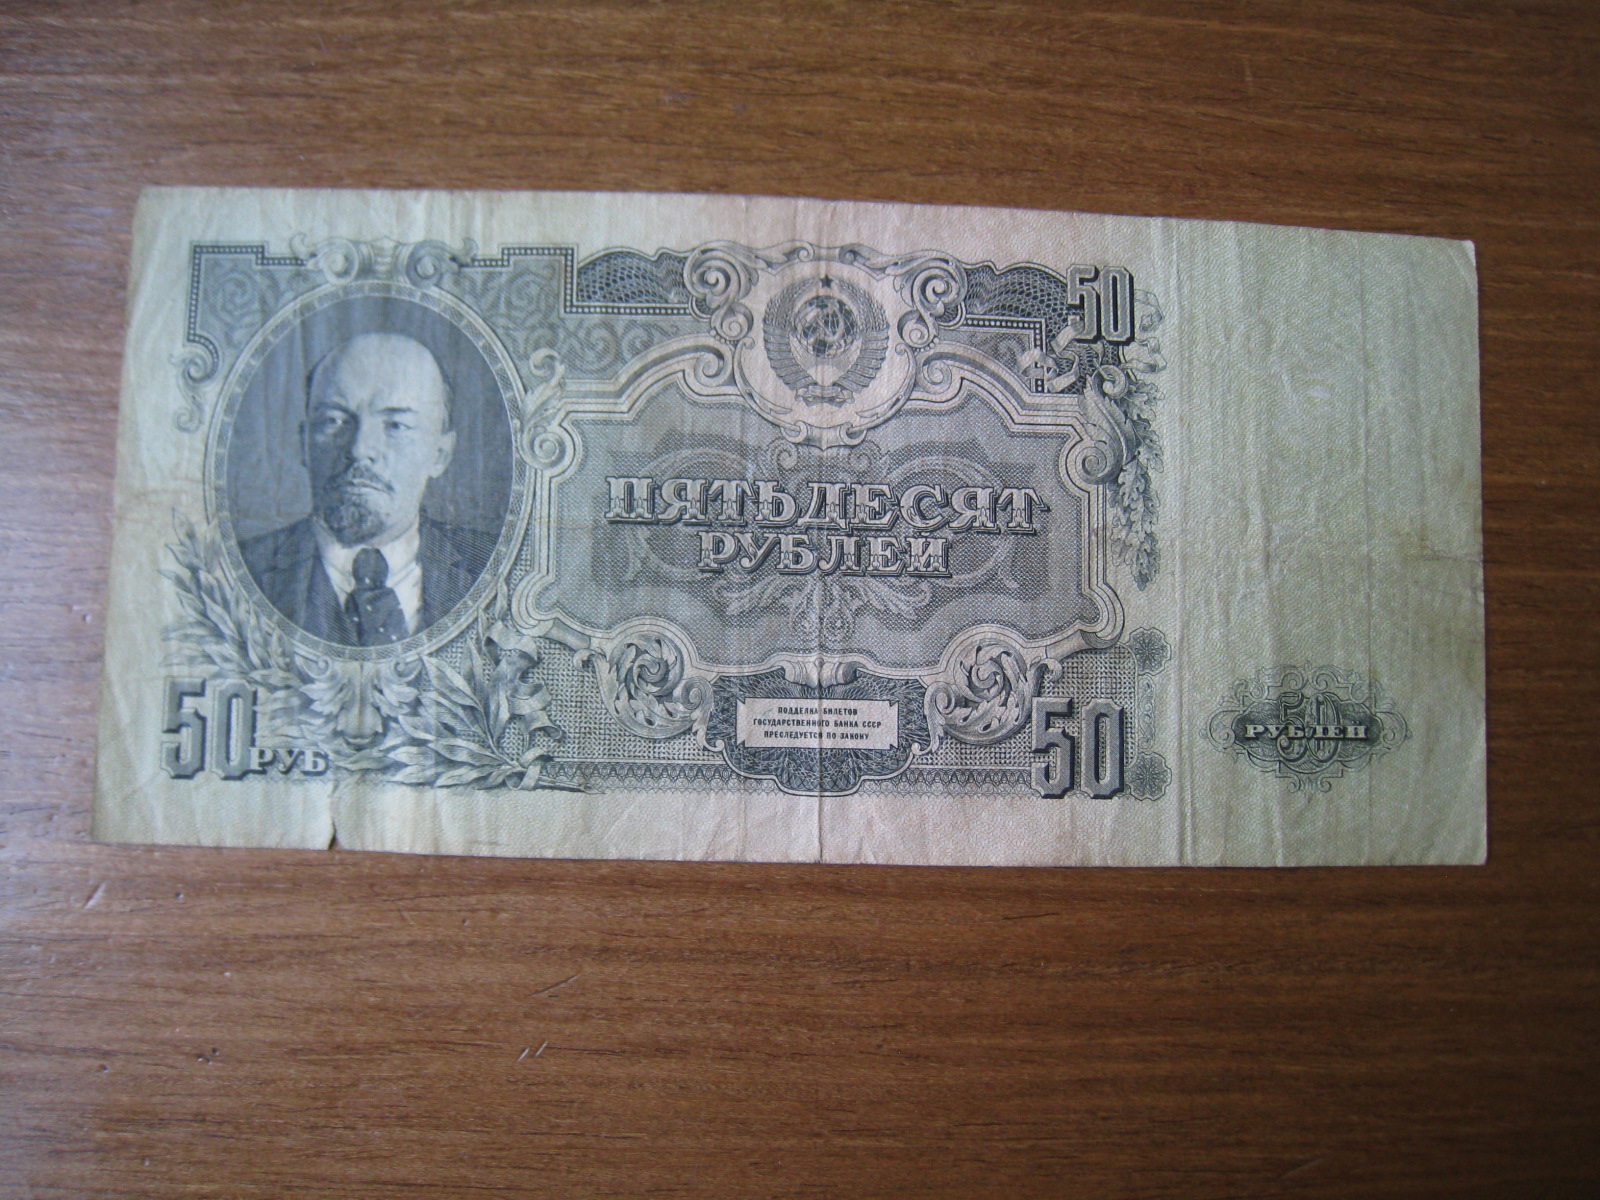 50
ПЯТЬДЕСЯТ
РУБЛЕЙ
50 РУБ
ПОДДЕЛКА БИЛЕТОВ
ГОСУДАРСТВЕННОГО БАНКА СССР
ПРЕСЛЕДУЕТСЯ ПО ЗАКОНУ
50
50
РУБЛЕЙ